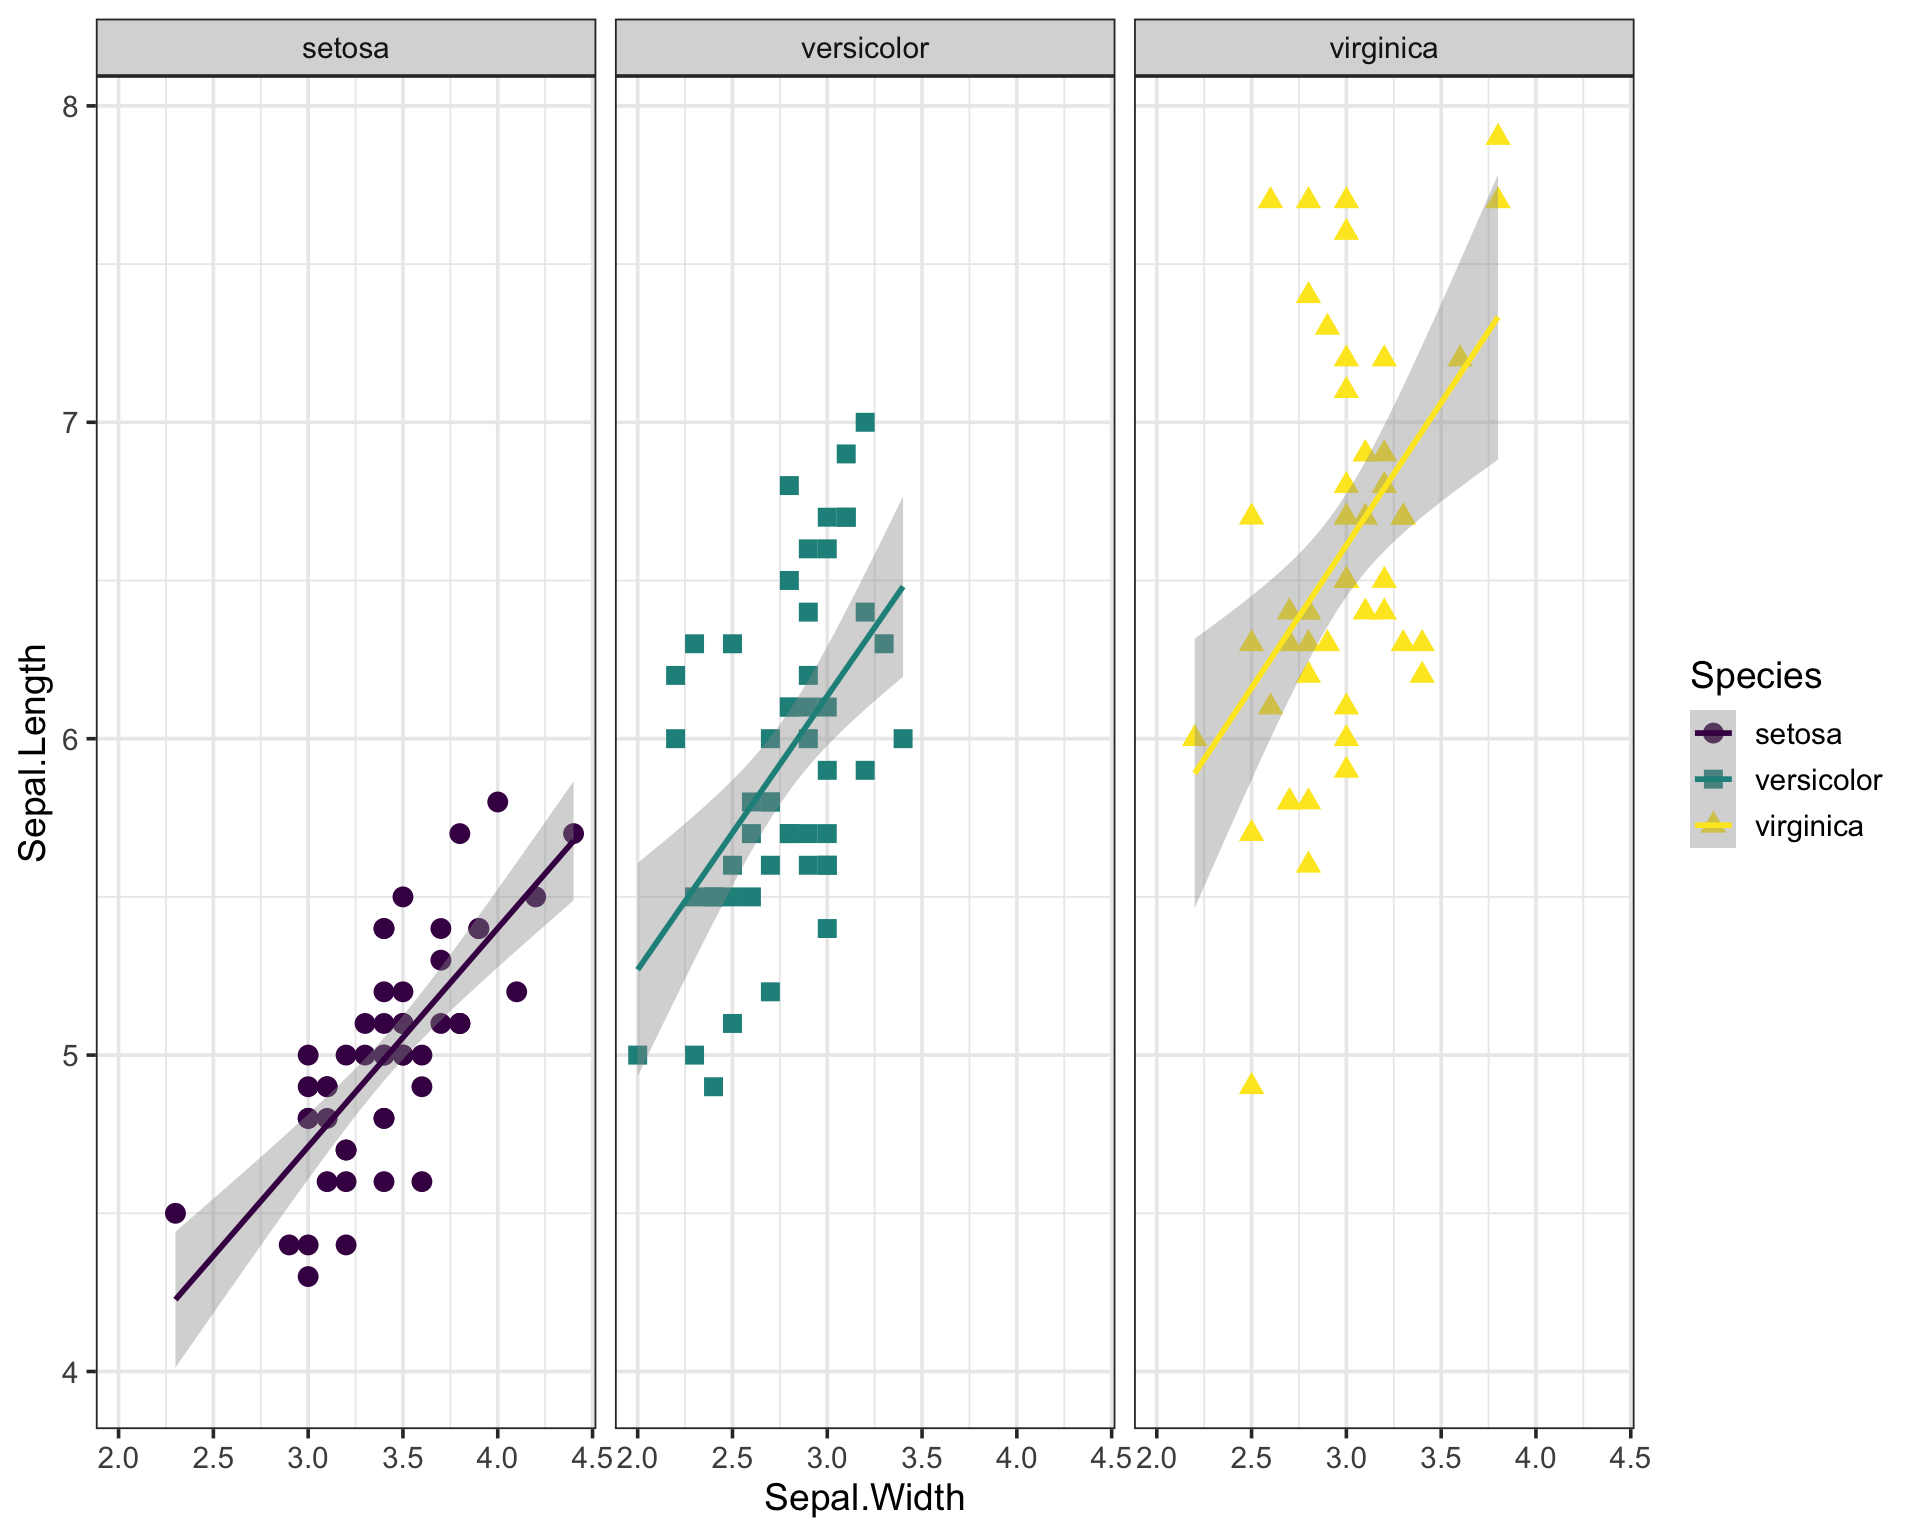 setosa versicolor virginica
8
7
6
5
4
Sepal.Length
2.0 2.5 3.0 3.5 4.0 4.5 2.0 2.5 3.0 3.5 4.0 4.5 2.0 2.5 3.0 3.5 4.0 4.5
Sepal.Width
Species
setosa
versicolor
virginica